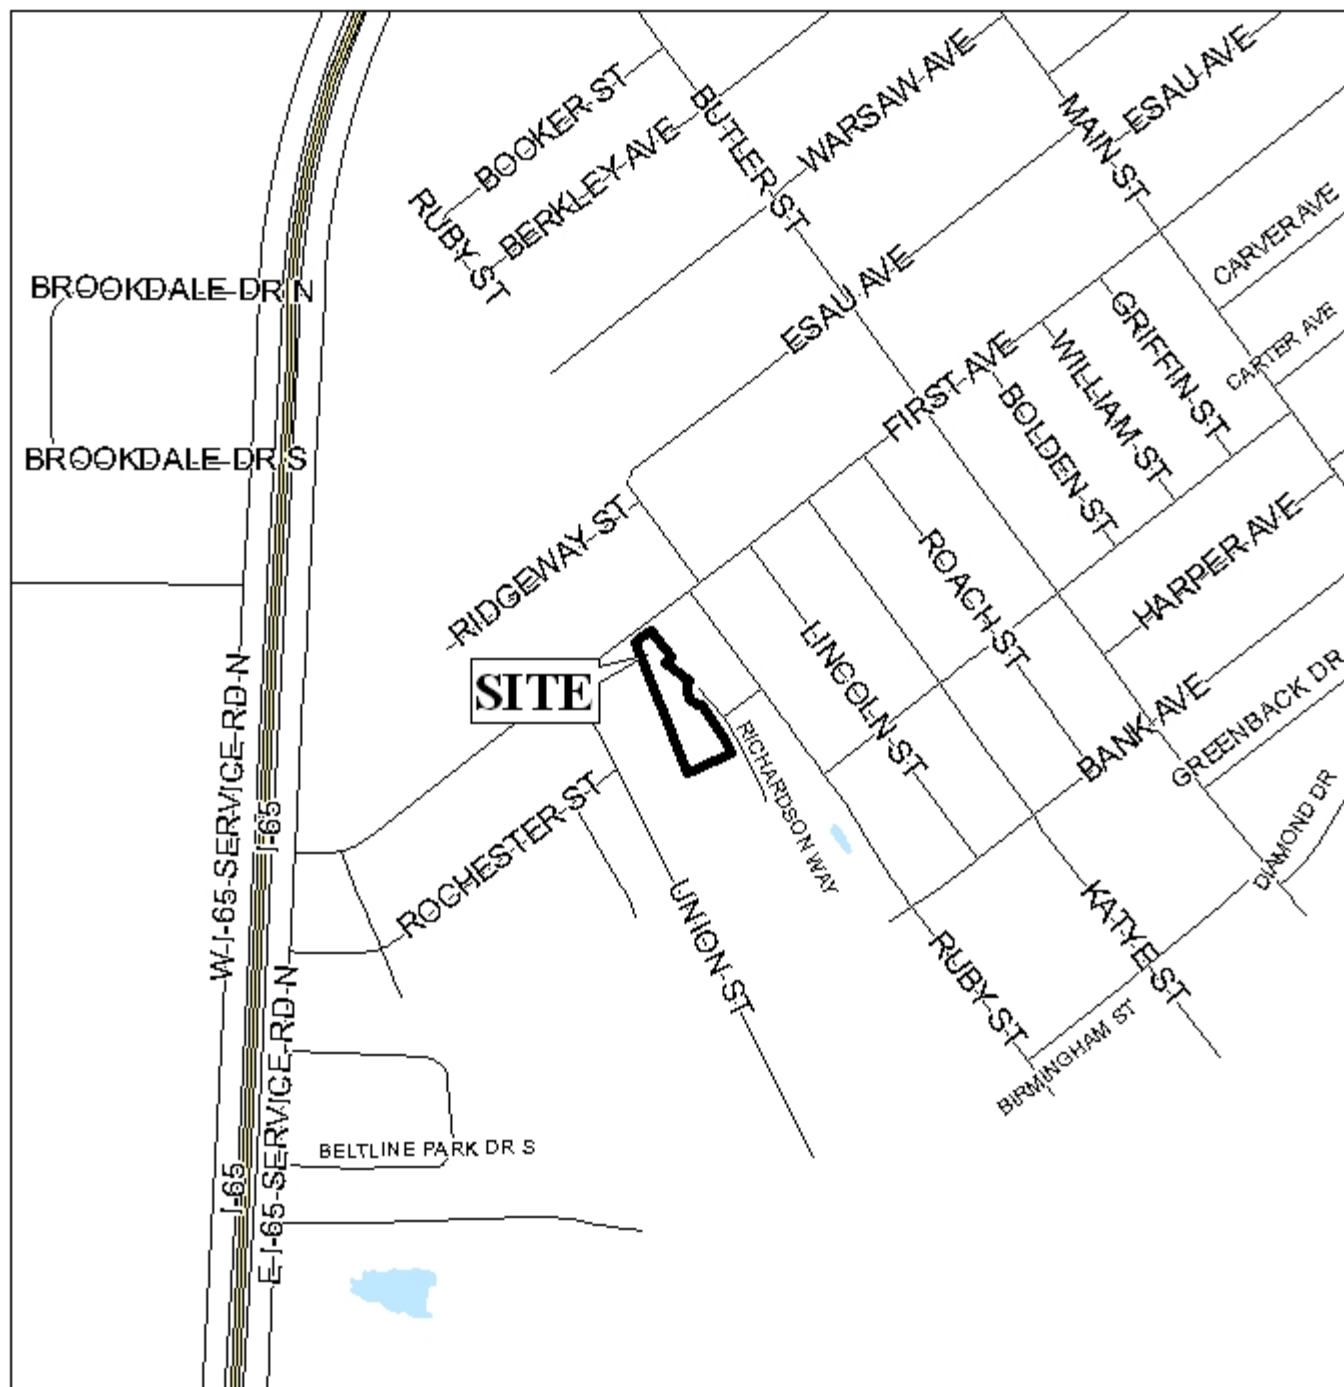 BOOKER ST
WARSAW AVE
ESAU AVE
BUTLER ST
MAIN ST
BERKLEY AVE
RUBY ST
CARVER AVE
BROOKDALE DR N
ESAU AVE
GRIFFIN ST
CARTER AVE
WILLIAM ST
FIRST AVE
BOLDEN ST
BROOKDALE DR S
RIDGEWAY ST
ROACH ST
HARPER AVE
LINCOLN ST
SITE
BANK AVE
GREENBACK DR
W I-65 SERVICE RD N
I-65
RICHARDSON WAY
ROCHESTER ST
DIAMOND DR
UNION ST
KATYE ST
RUBY ST
BIRMINGHAM ST
E I-65 SERVICE RD N
BELTLINE PARK DR S
I-65